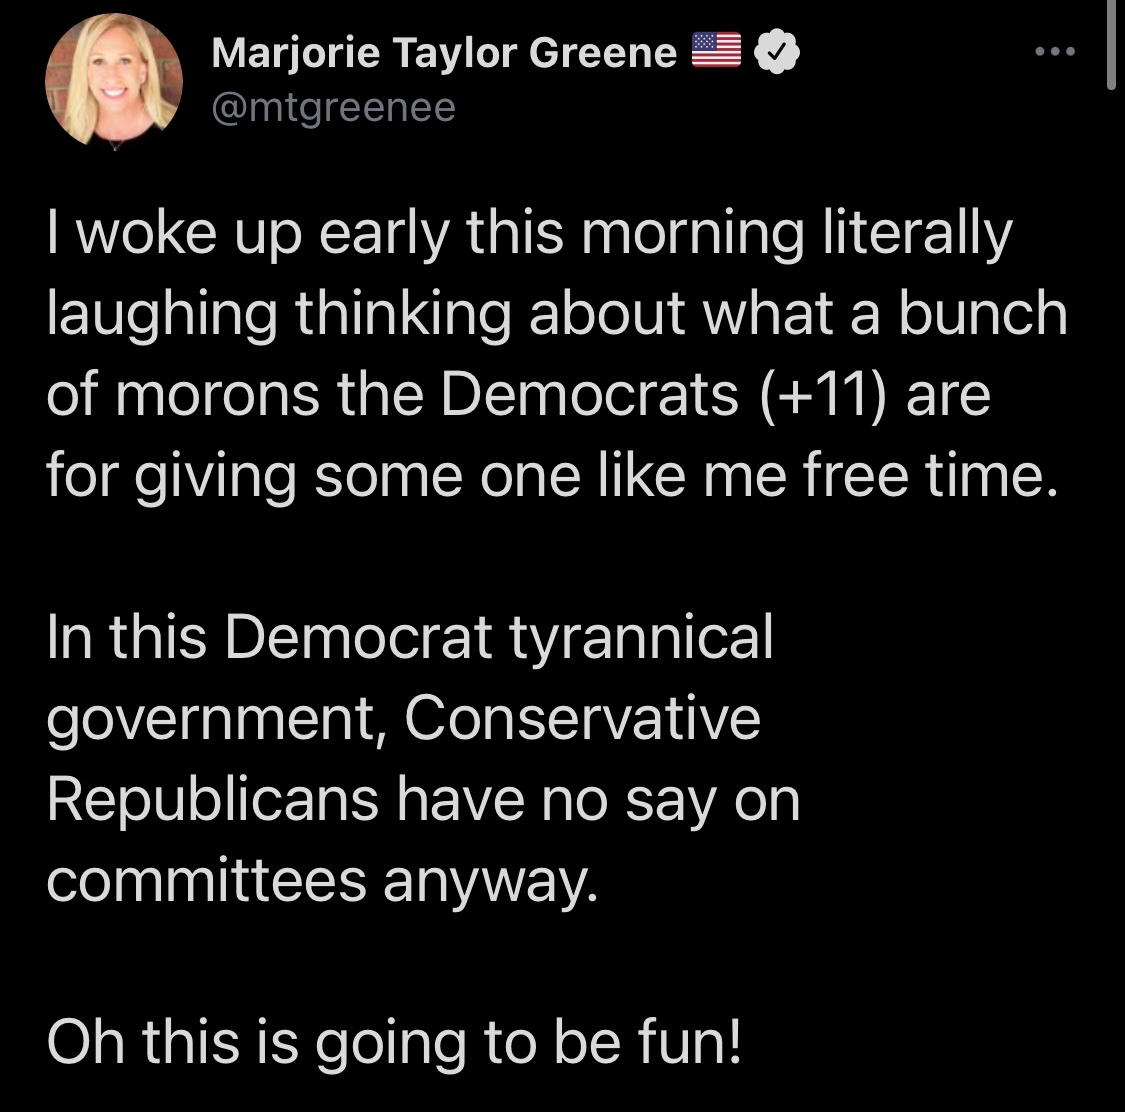 Marjorie Taylor Greene 🇺🇸
@mtgreenee
I woke up early this morning literally
laughing thinking about what a bunch
of morons the Democrats (+11) are
for giving some one like me free time.
In this Democrat tyrannical
government, Conservative
Republicans have no say on
committees anyway.
Oh this is going to be fun!